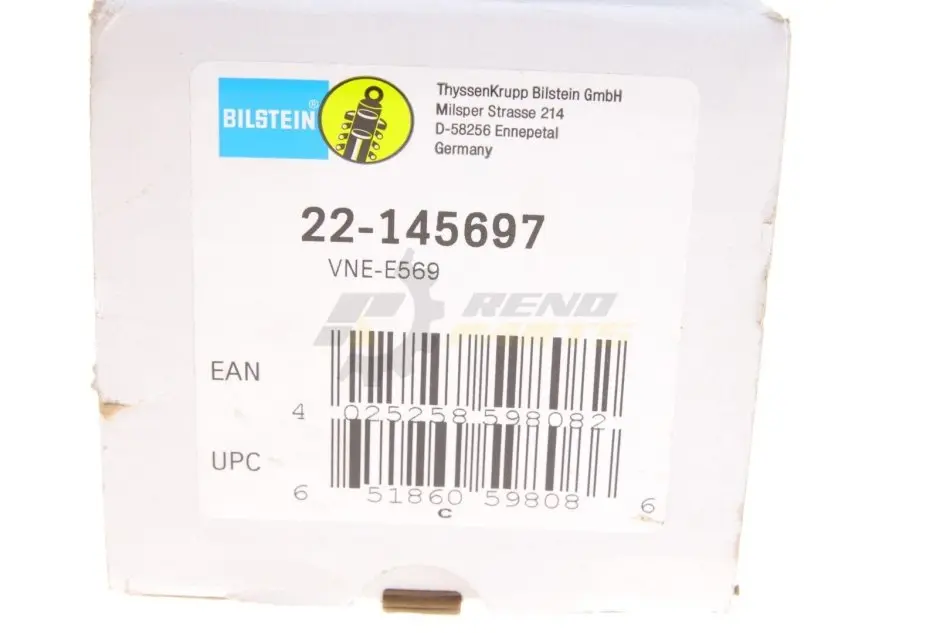 BILSTEIN®
ThyssenKrupp Bilstein GmbH
Milsper Strasse 214
D-58256 Ennepetal
Germany
22-145697
VNE-E569
RENO
PARTS
EAN
4 025258 598082
UPC
6 51860 59808 6
C